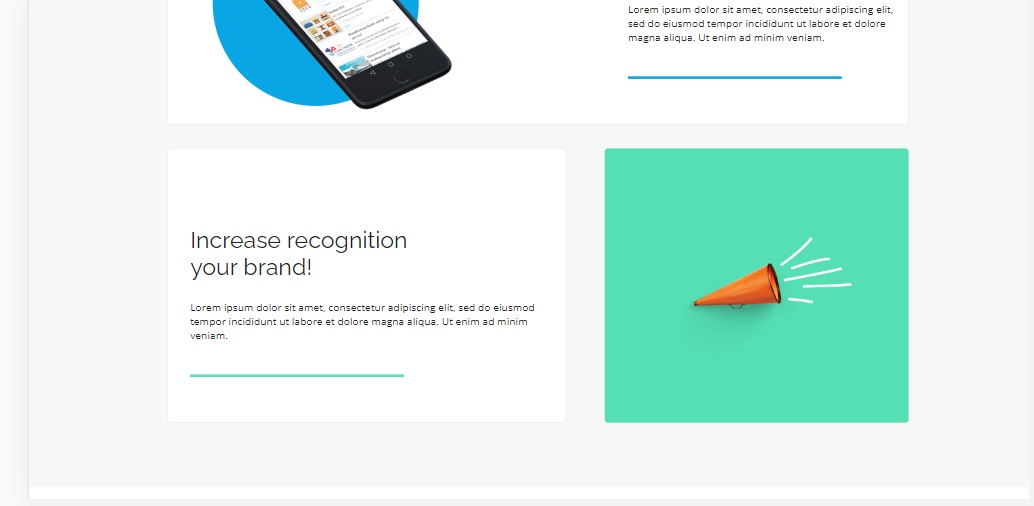 Lorem ipsum dolor sit amet, consectetur adipiscing elit,
sed do eiusmod tempor incididunt ut labore et dolore
magna aliqua. Ut enim ad minim veniam.
Increase recognition
your brand!
Lorem ipsum dolor sit amet, consectetur adipiscing elit, sed do eiusmod
tempor incididunt ut labore et dolore magna aliqua. Ut enim ad minim
veniam.